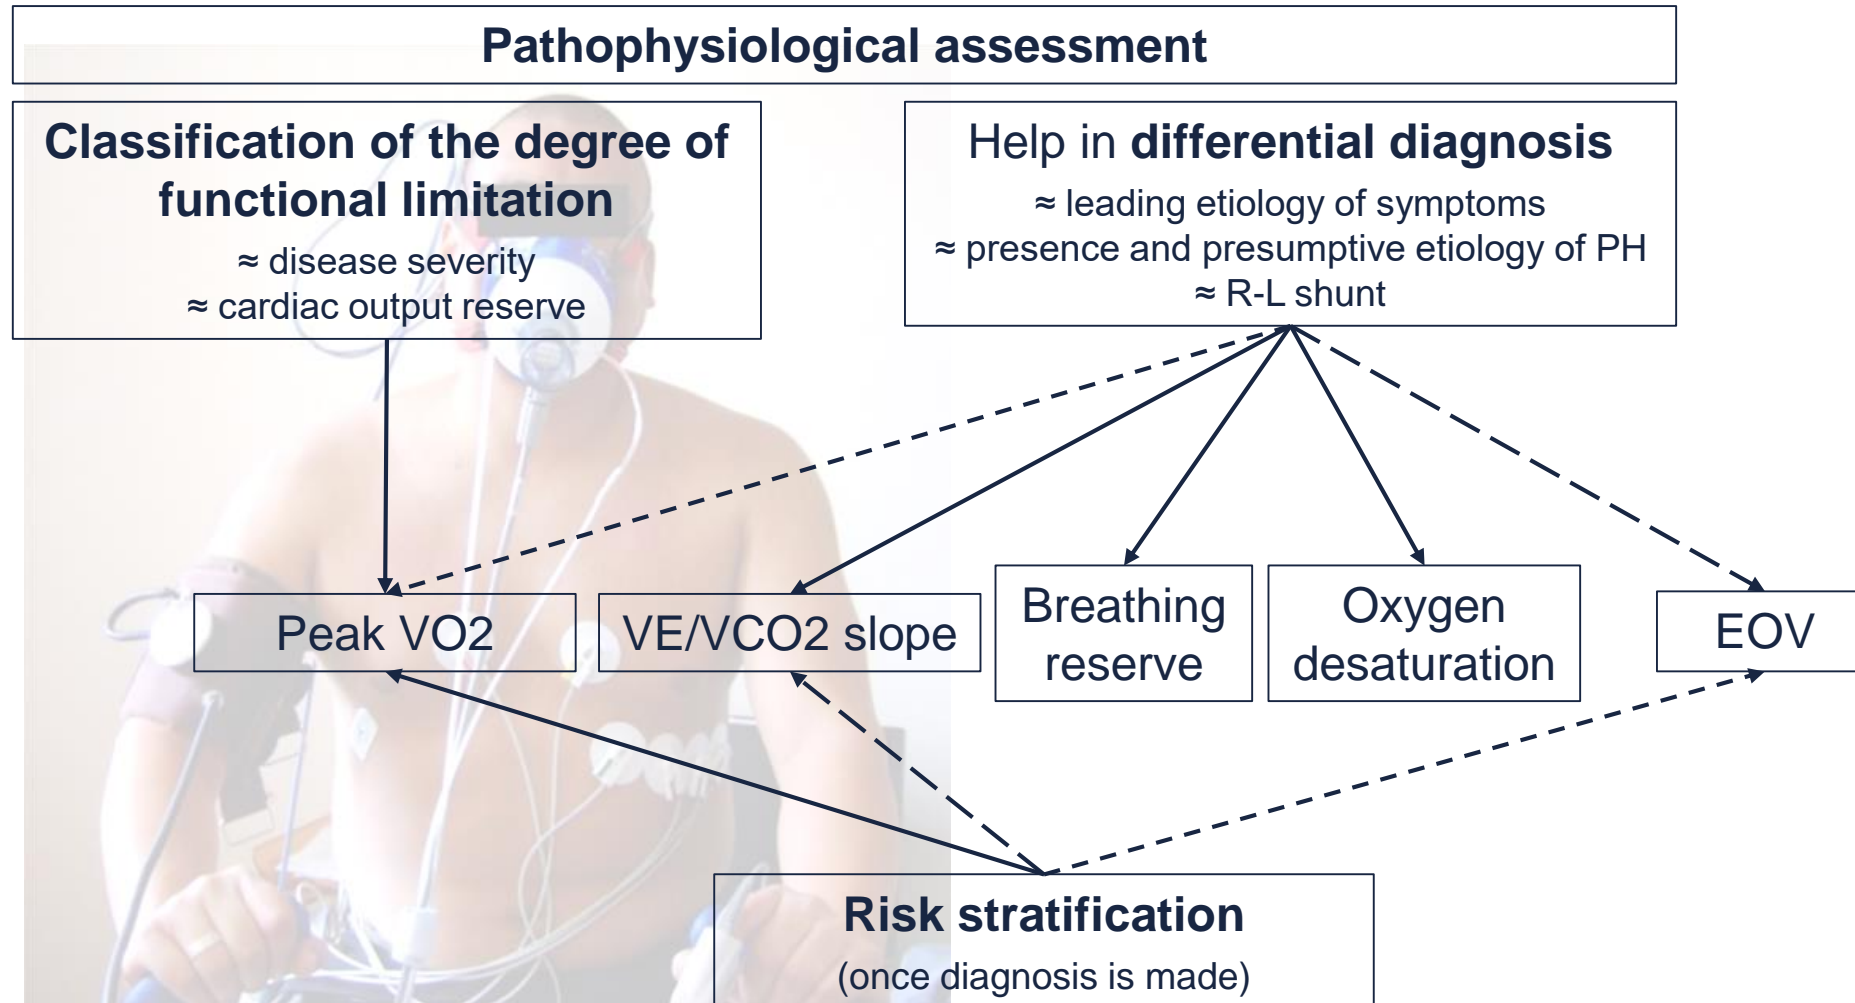 Pathophysiological assessment
Classification of the degree of
functional limitation
≈ disease severity
≈ cardiac output reserve
Help in differential diagnosis
≈ leading etiology of symptoms
≈ presence and presumptive etiology of PH
≈ R-L shunt
Peak VO2
VE/VCO2 slope
Breathing
reserve
Oxygen
desaturation
EOV
Risk stratification
(once diagnosis is made)